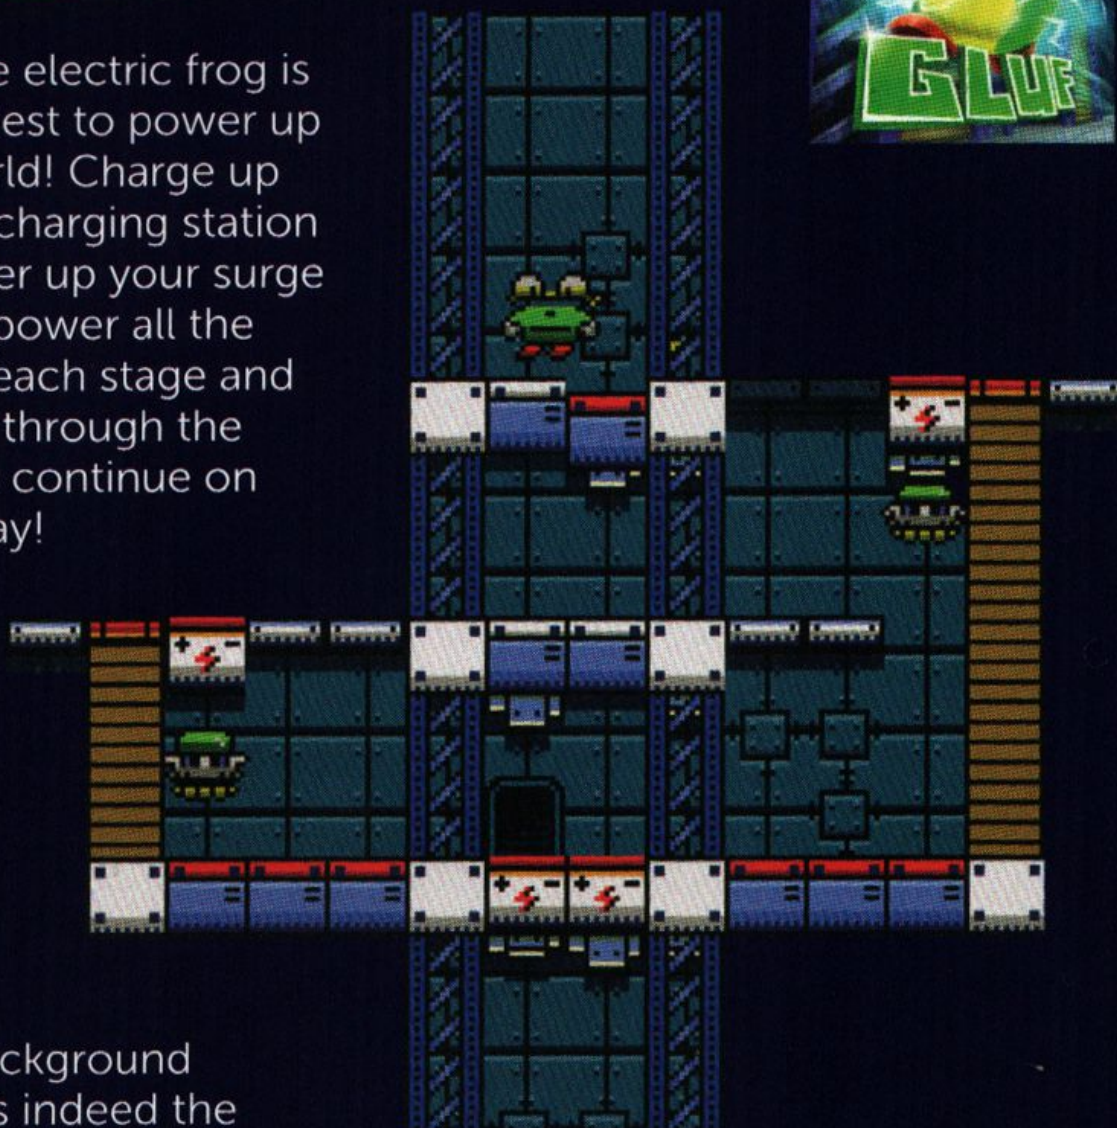 e electric frog is
est to power up
rld! Charge up
charging station
er up your surge
power all the
each stage and
through the
continue on
ay!
GLUF
ckground
s indeed the